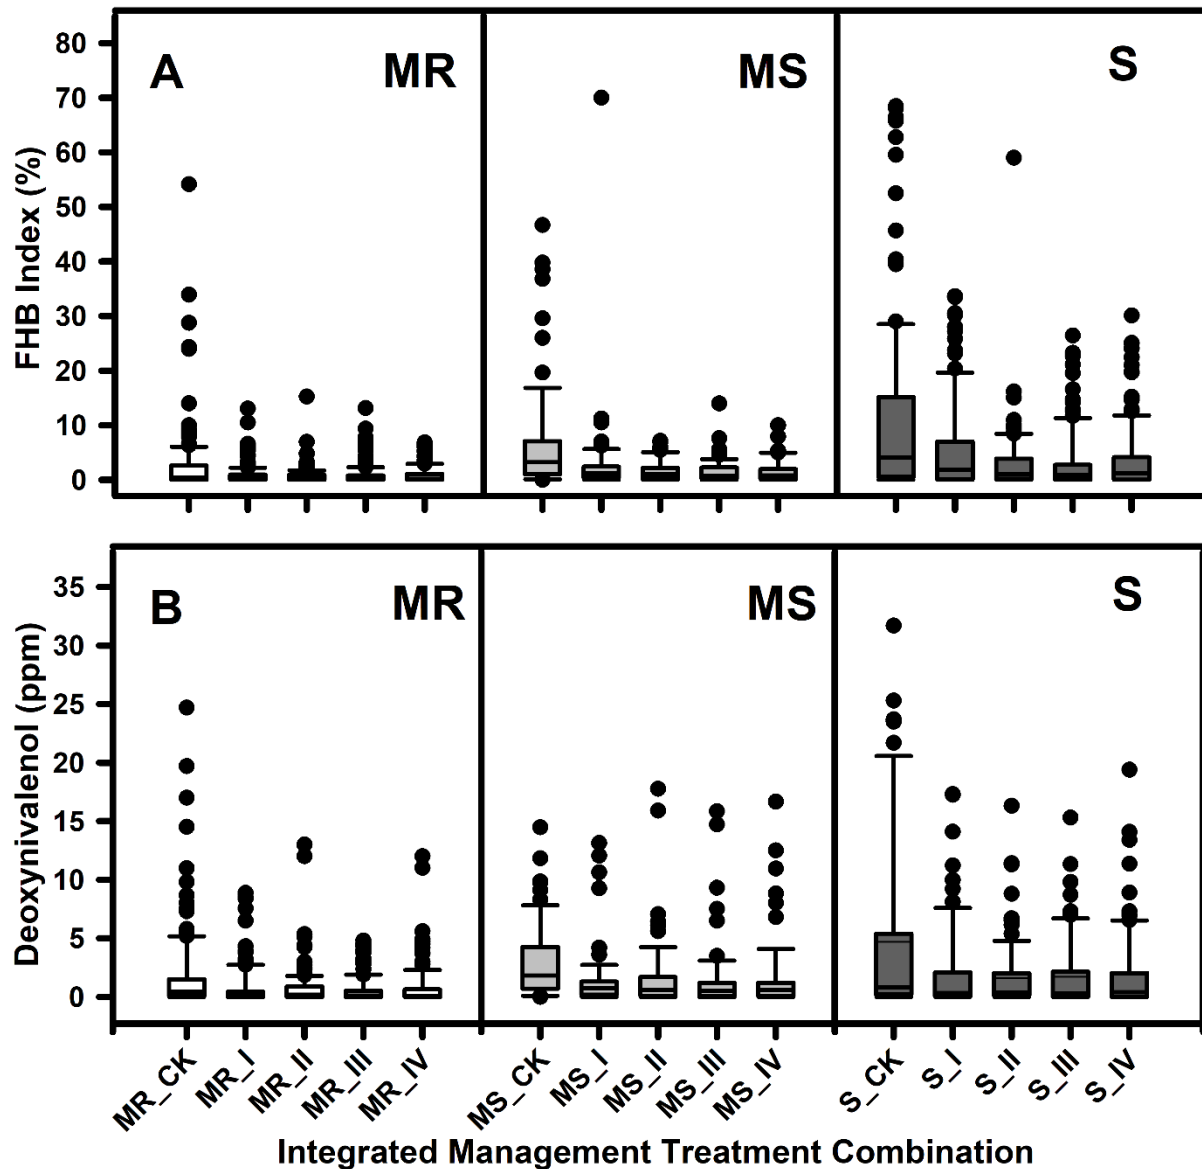 A MR MS S
80
70
60
50
40
30
20
10
0
FHB Index (%)
B MR MS S
35
30
25
20
15
10
5
0
Deoxynivalenol (ppm)
MR_CK MR_I MR_II MR_III MR_IV MS_CK MS_I MS_II MS_III MS_IV S_CK S_I S_II S_III S_IV
Integrated Management Treatment Combination